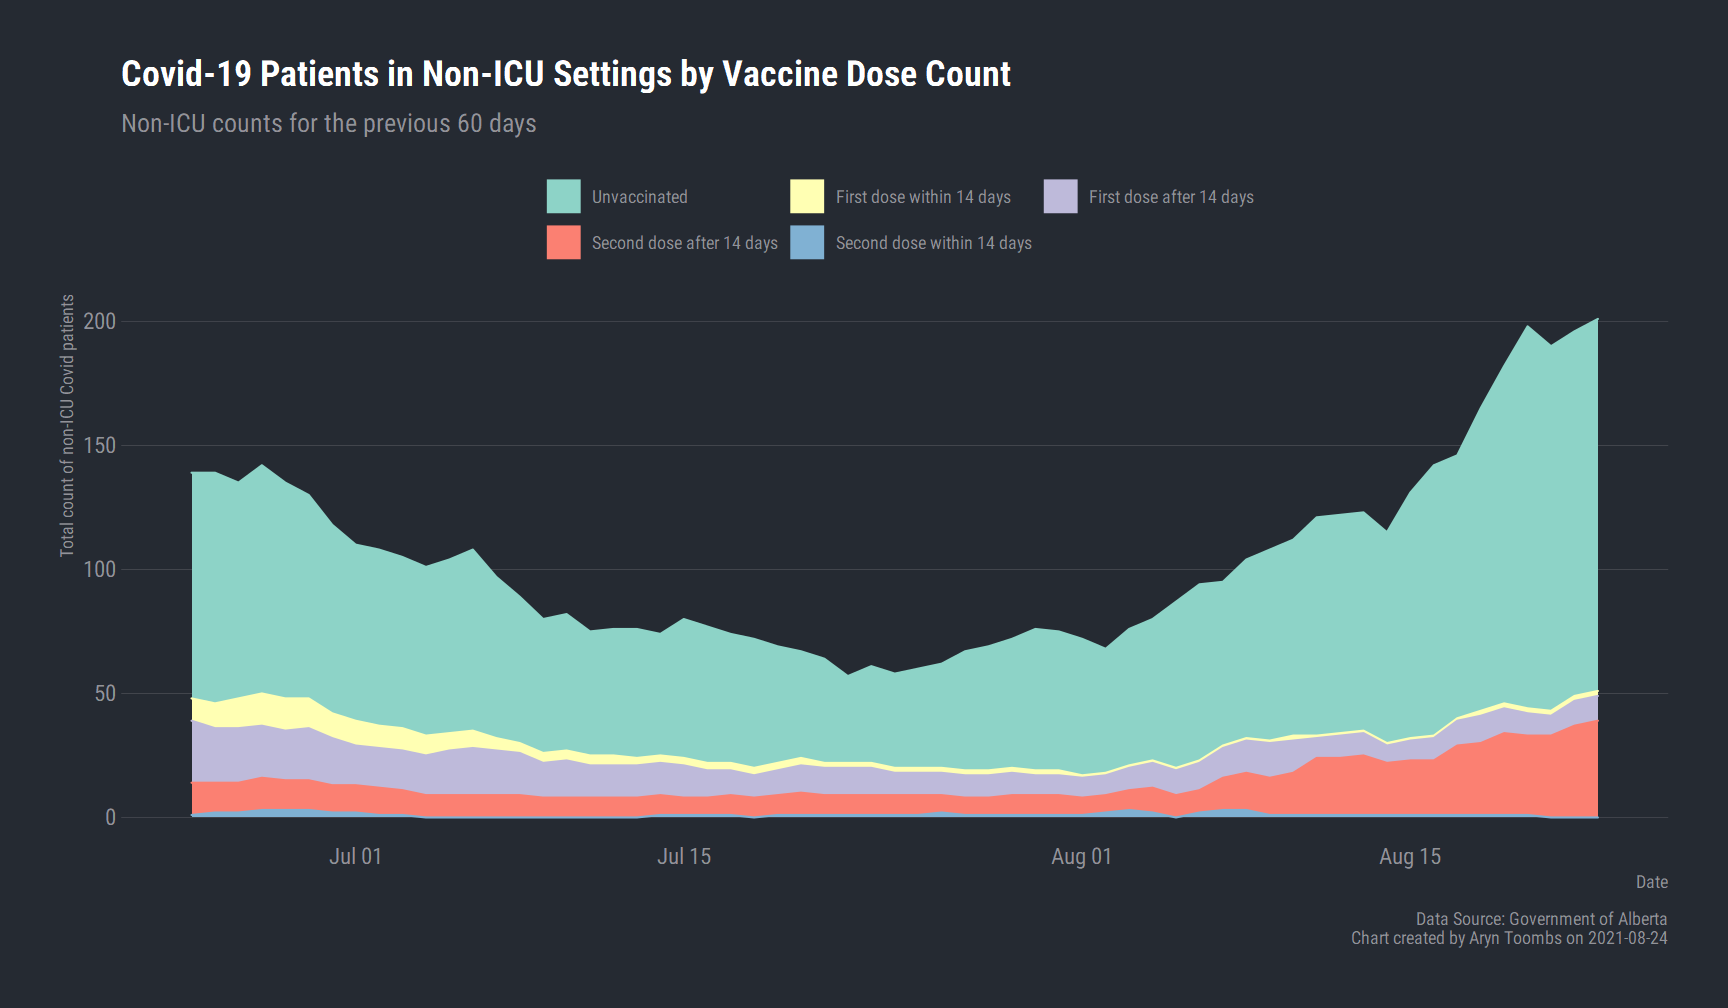 Covid-19 Patients in Non-ICU Settings by Vaccine Dose Count
Non-ICU counts for the previous 60 days
Unvaccinated
First dose within 14 days
First dose after 14 days
Second dose after 14 days
Second dose within 14 days
Total count of non-ICU Covid patients
200
150
100
50
0
Jul 01
Jul 15
Aug 01
Aug 15
Date
Data Source: Government of Alberta
Chart created by Aryn Toombs on 2021-08-24